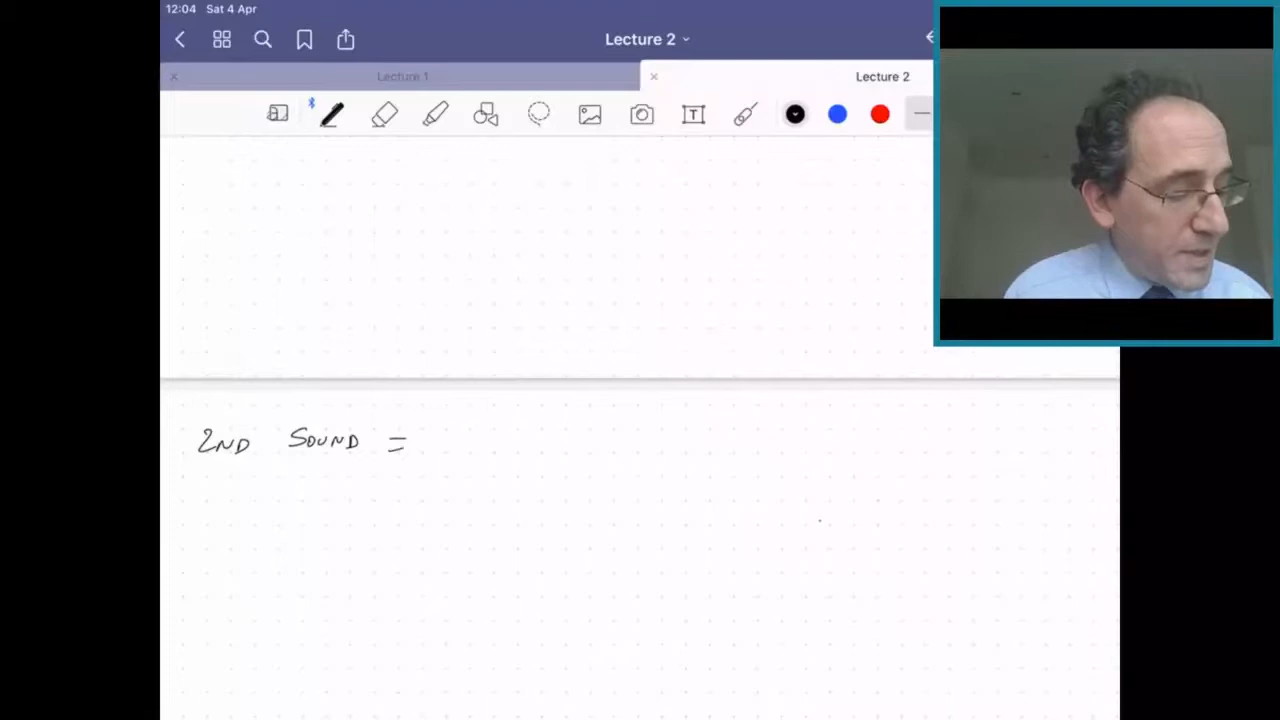 12:04 Sat 4 Apr
Lecture 2
Lecture 1
Lecture 2
T
2ND SOUND =